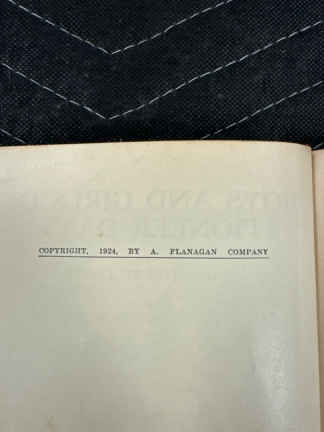 COPYRIGHT, 1924, BY A. FLANAGAN COMPANY